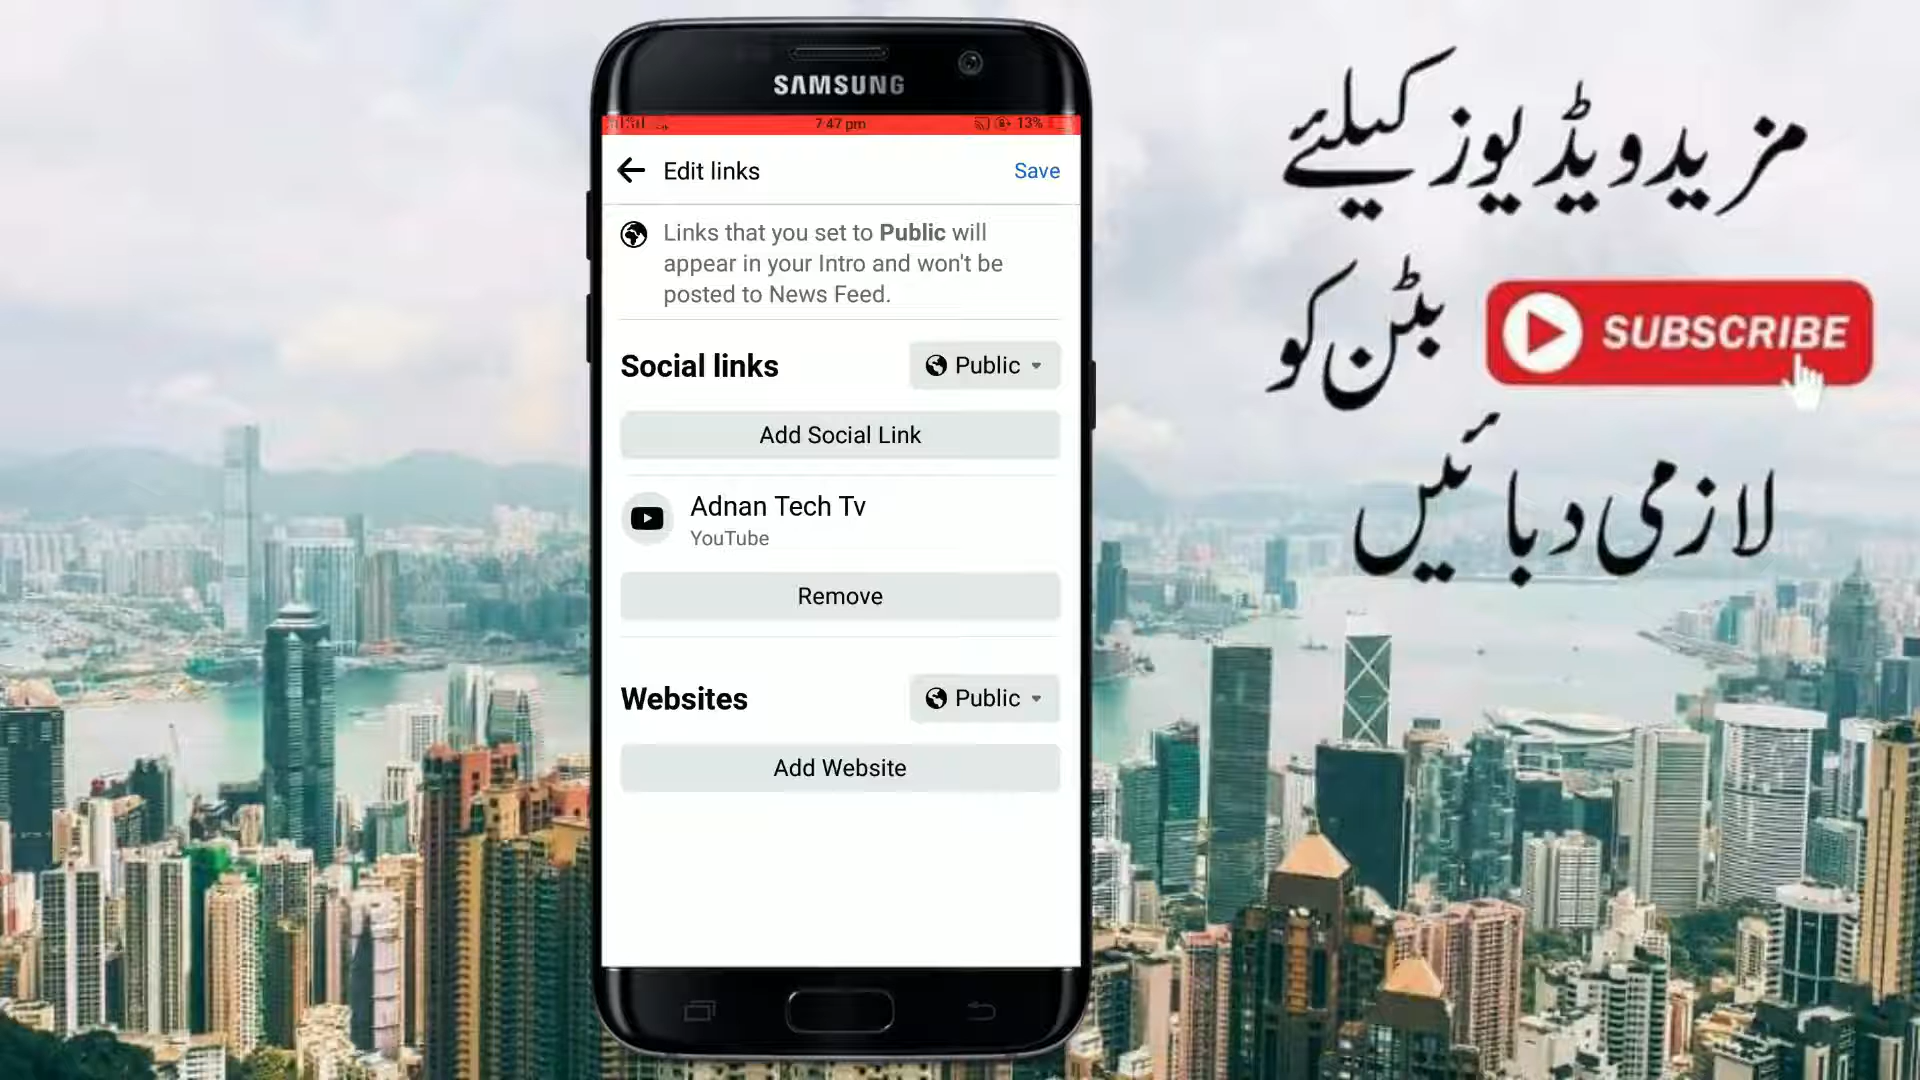 SAMSUNG
7:47 pm
13%
Edit links
Save
Links that you set to Public will
appear in your Intro and won't be
posted to News Feed.
Social links
Public
Add Social Link
Adnan Tech Tv
YouTube
Remove
Websites
Public
Add Website
مزید ویڈیوز کیلئے
SUBSCRIBE بٹن کو
لازمی دبائیں